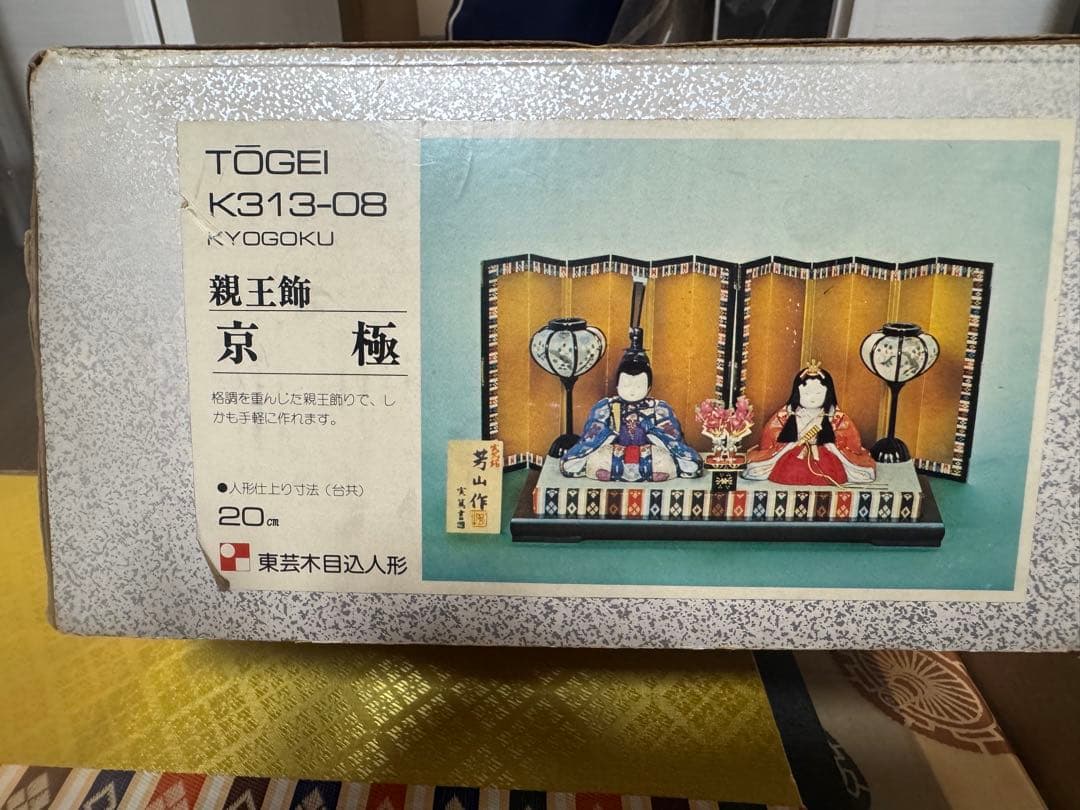 TŌGEI
K313-08
KYOGOKU
親王飾
京 極
格調を重んじた親王飾りで、し
かも手軽に作れます。
●人形仕上り寸法（台共）
20㎝
東芸木目込人形
芳山作